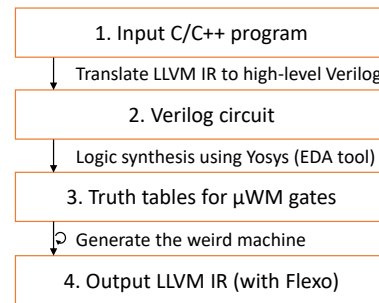 1. Input C/C++ program
Translate LLVM IR to high-level Verilog
2. Verilog circuit
Logic synthesis using Yosys (EDA tool)
3. Truth tables for μWM gates
Generate the weird machine
4. Output LLVM IR (with Flexo)